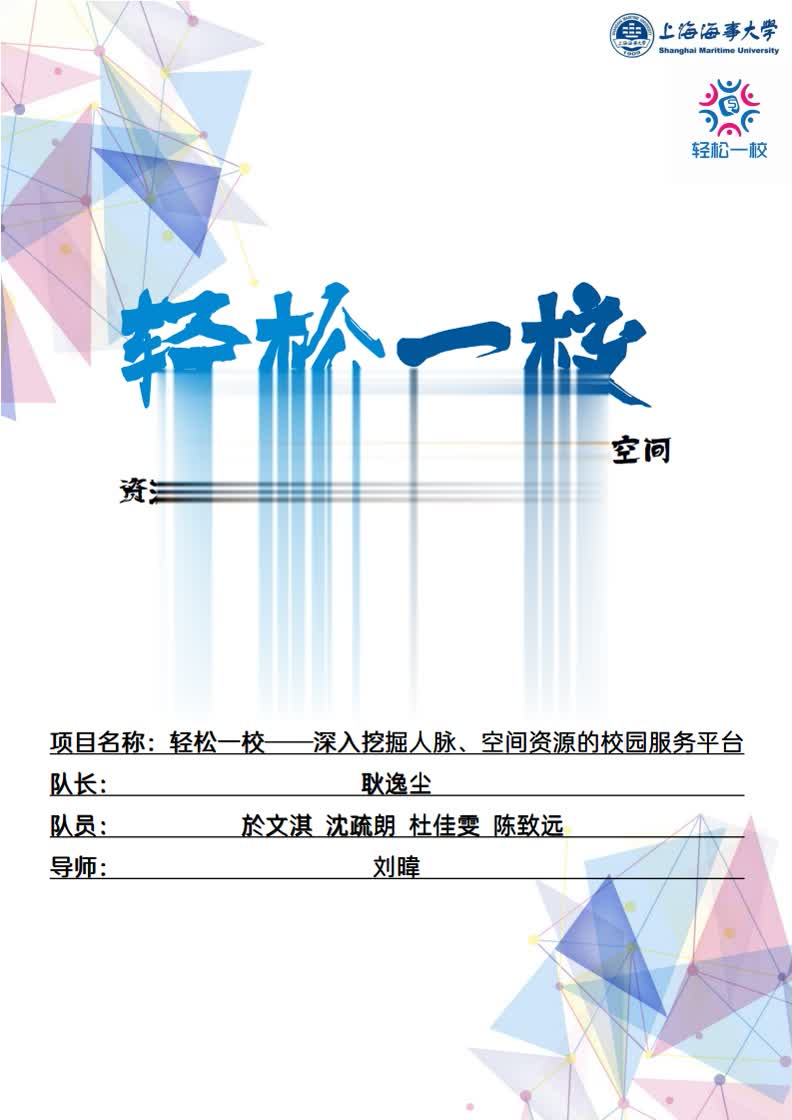 上海海事大学
Shanghai Maritime University
1909
轻松一校
轻松一校
空间
资
项目名称：轻松一校——深入挖掘人脉、空间资源的校园服务平台
队长：耿逸尘
队员：於文淇 沈疏朗 杜佳雯 陈致远
导师：刘暐